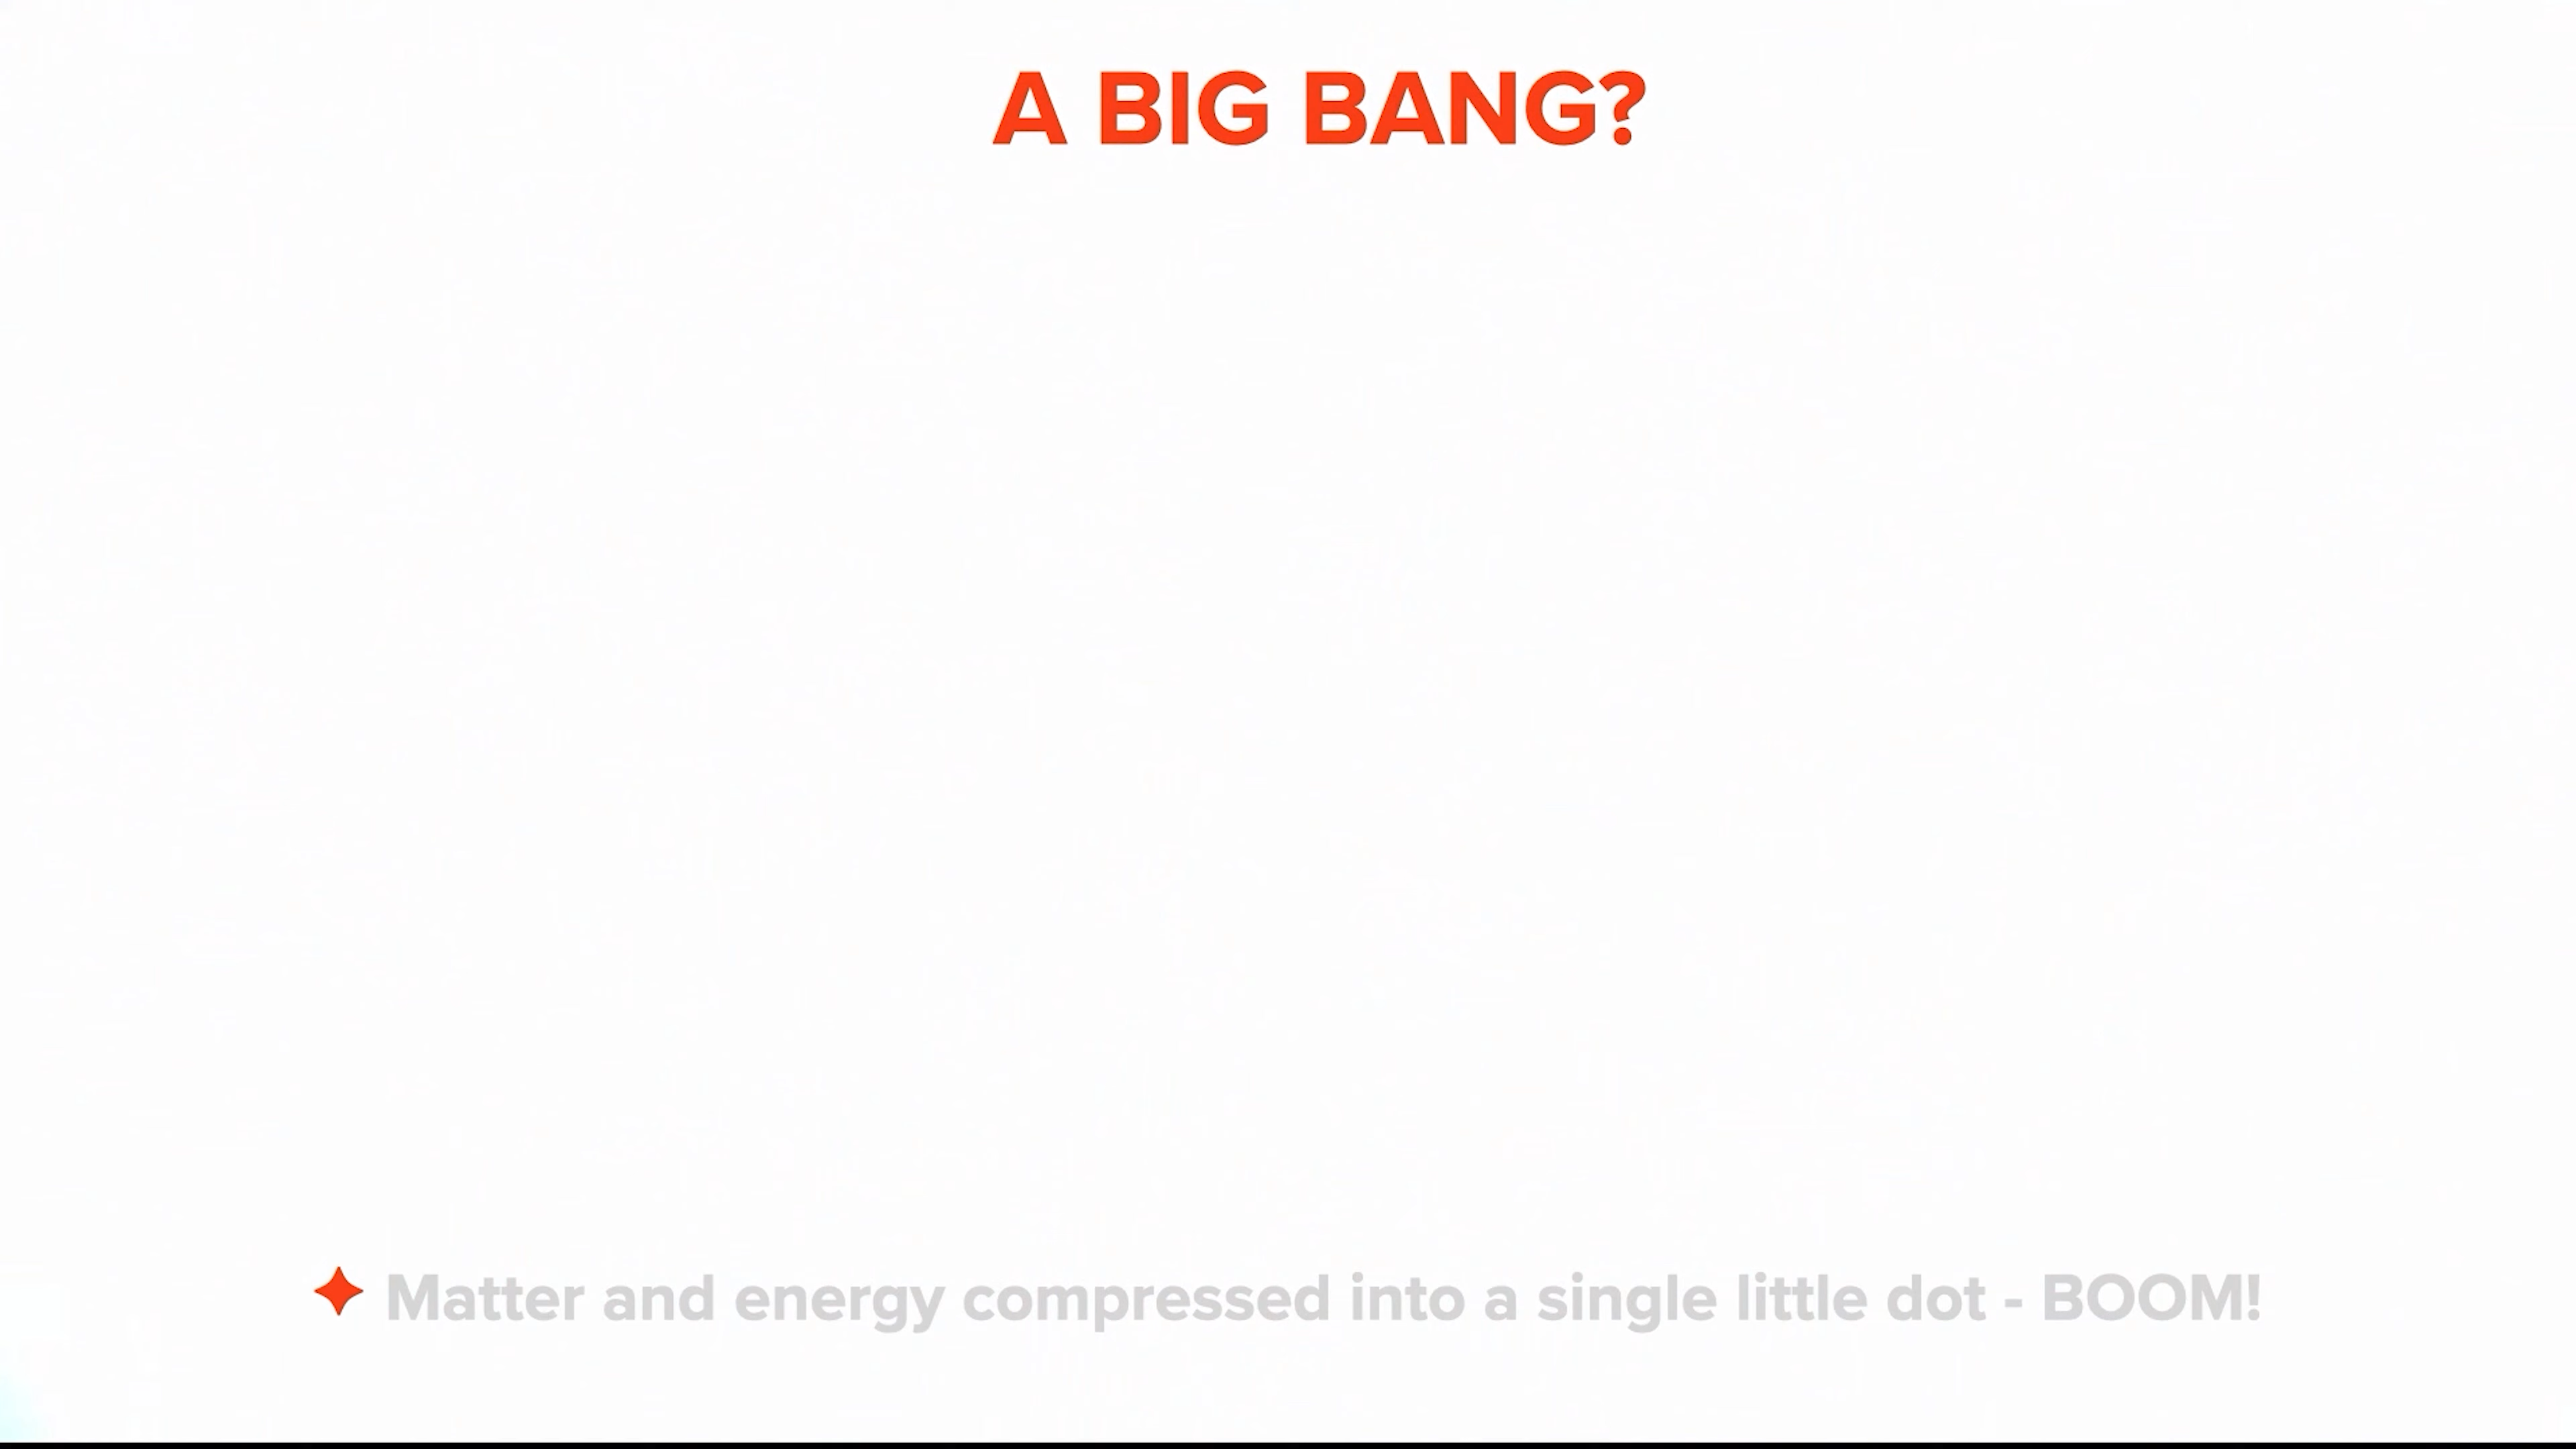 A BIG BANG?
Matter and energy compressed into a single little dot - BOOM!